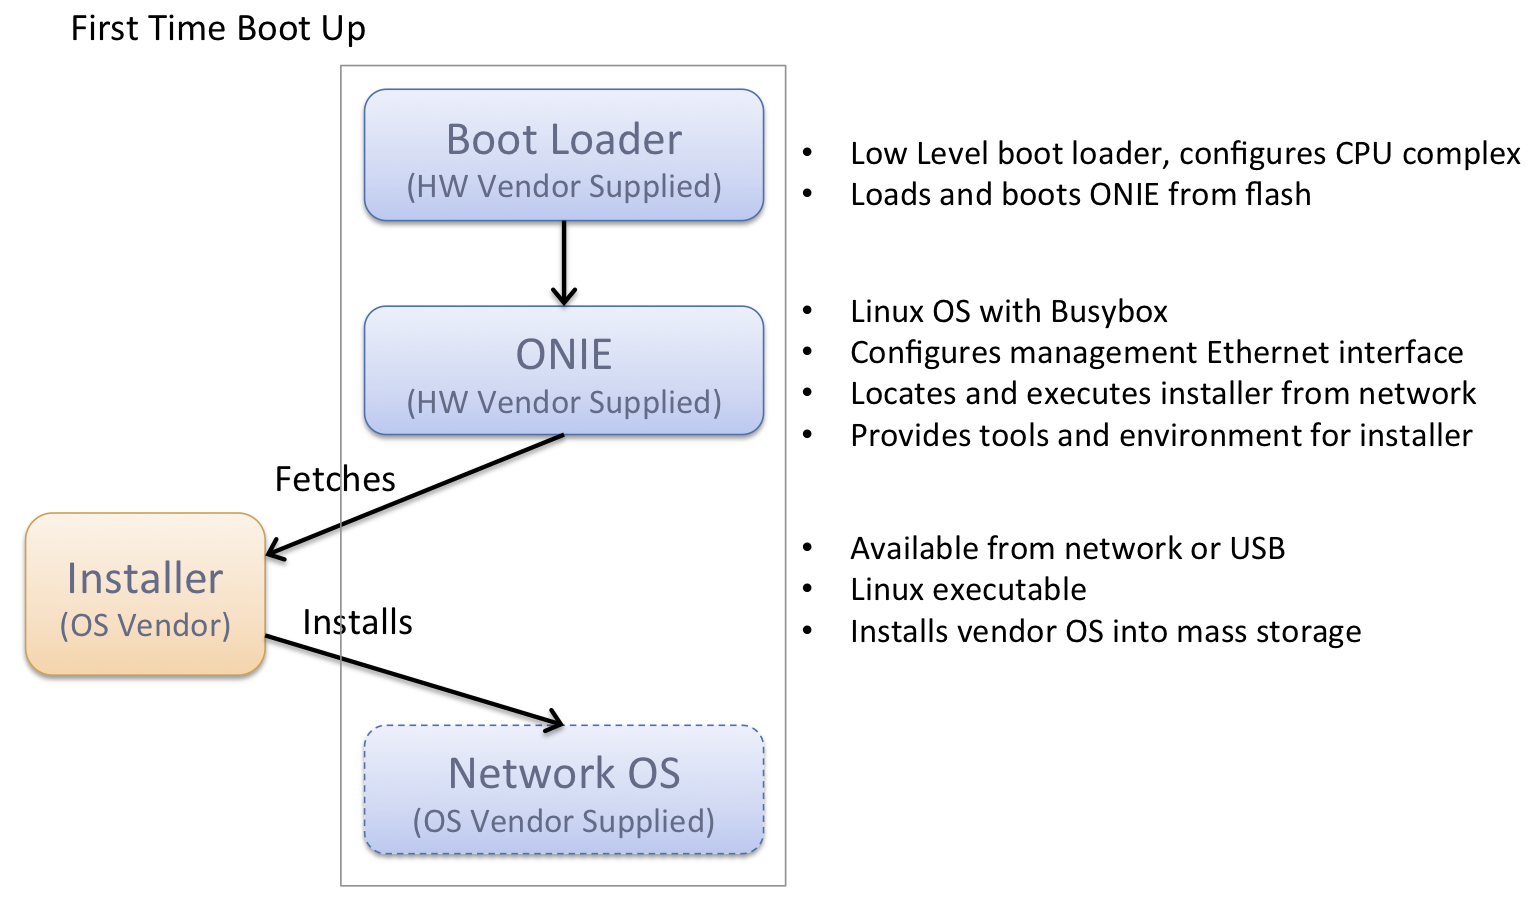 First Time Boot Up
Boot Loader
(HW Vendor Supplied)
• Low Level boot loader, configures CPU complex
• Loads and boots ONIE from flash
ONIE
(HW Vendor Supplied)
• Linux OS with Busybox
• Configures management Ethernet interface
• Locates and executes installer from network
• Provides tools and environment for installer
Fetches
Installer
(OS Vendor)
• Available from network or USB
• Linux executable
• Installs vendor OS into mass storage
Installs
Network OS
(OS Vendor Supplied)